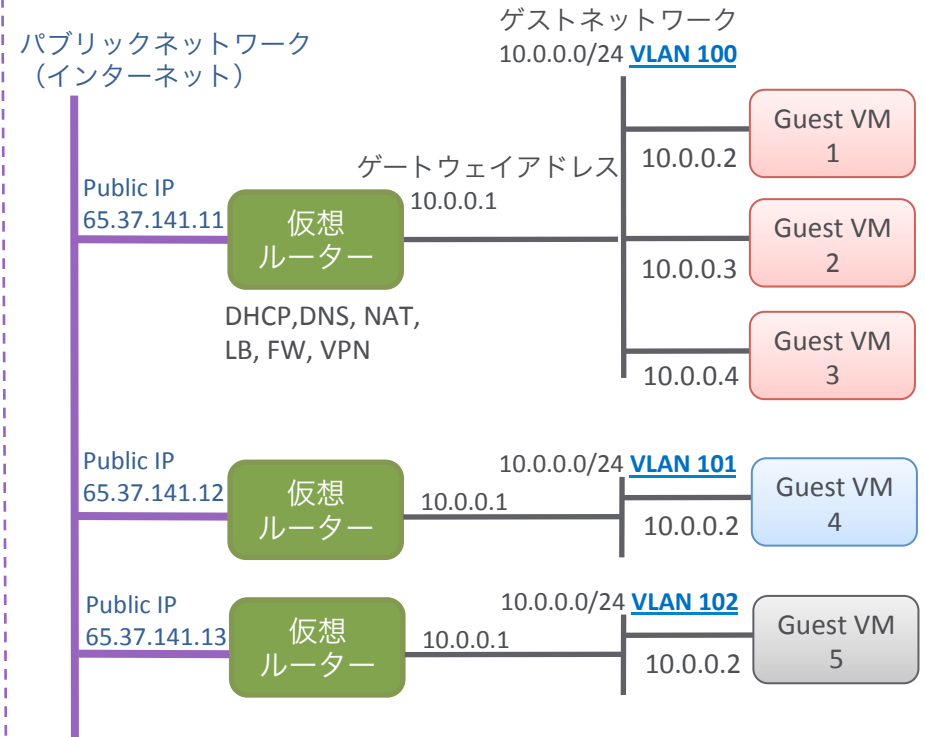 ゲストネットワーク
10.0.0.0/24 VLAN 100
パブリックネットワーク
（インターネット）
Guest VM
1
10.0.0.2
ゲートウェイアドレス
10.0.0.1
Public IP
65.37.141.11
仮想
ルーター
Guest VM
2
10.0.0.3
DHCP,DNS, NAT,
LB, FW, VPN
Guest VM
3
10.0.0.4
Public IP
65.37.141.12
仮想
ルーター
10.0.0.1
10.0.0.0/24 VLAN 101
10.0.0.2
Guest VM
4
Public IP
65.37.141.13
仮想
ルーター
10.0.0.1
10.0.0.0/24 VLAN 102
10.0.0.2
Guest VM
5